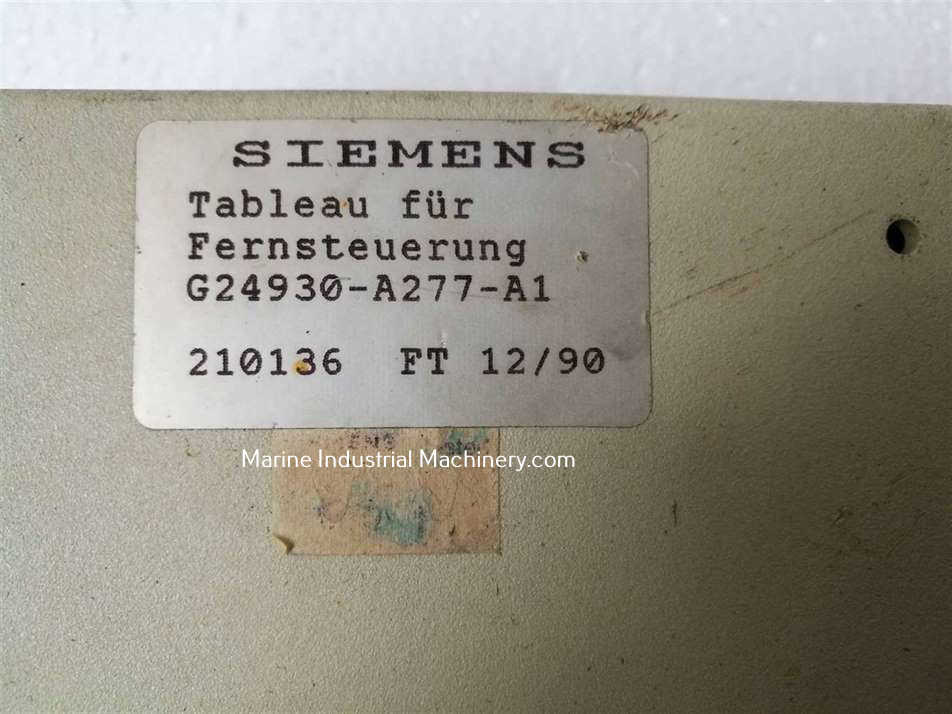 SIEMENS
Tableau für
Fernsteuerung
G24930-A277-A1
210136 FT 12/90
Marine Industrial Machinery.com